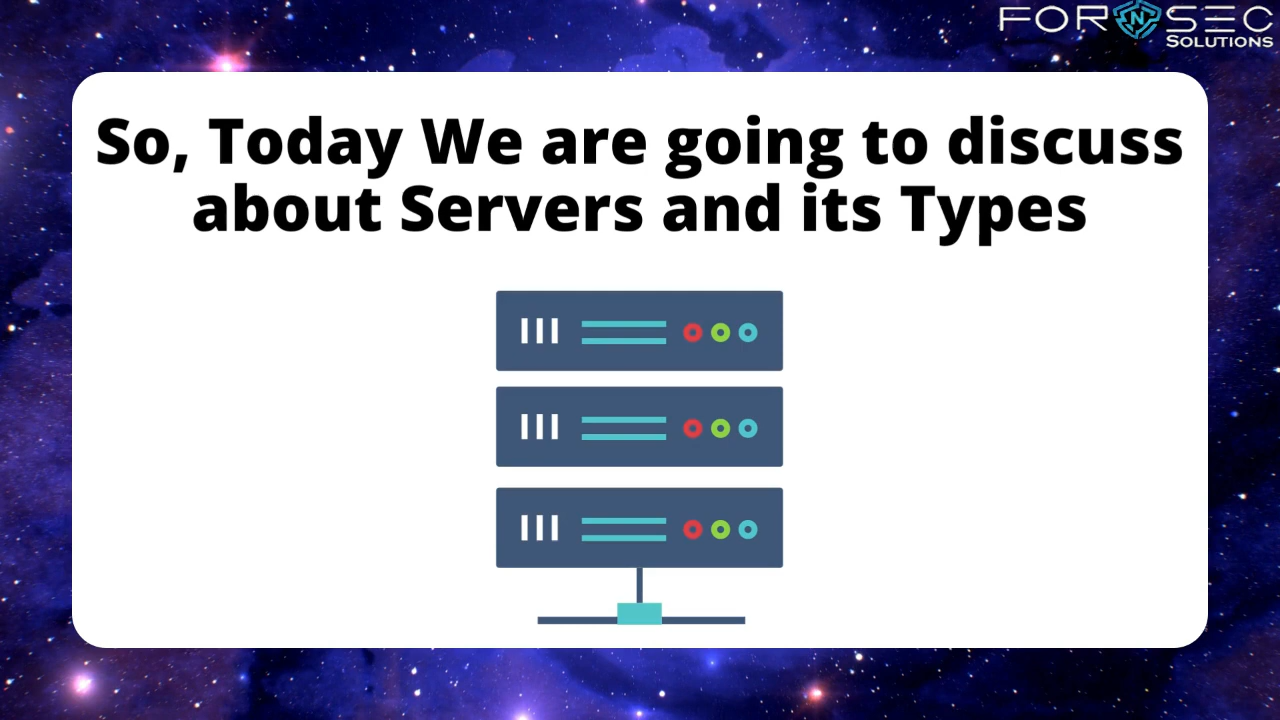 FORNSEC
SOLUTIONS
So, Today We are going to discuss
about Servers and its Types